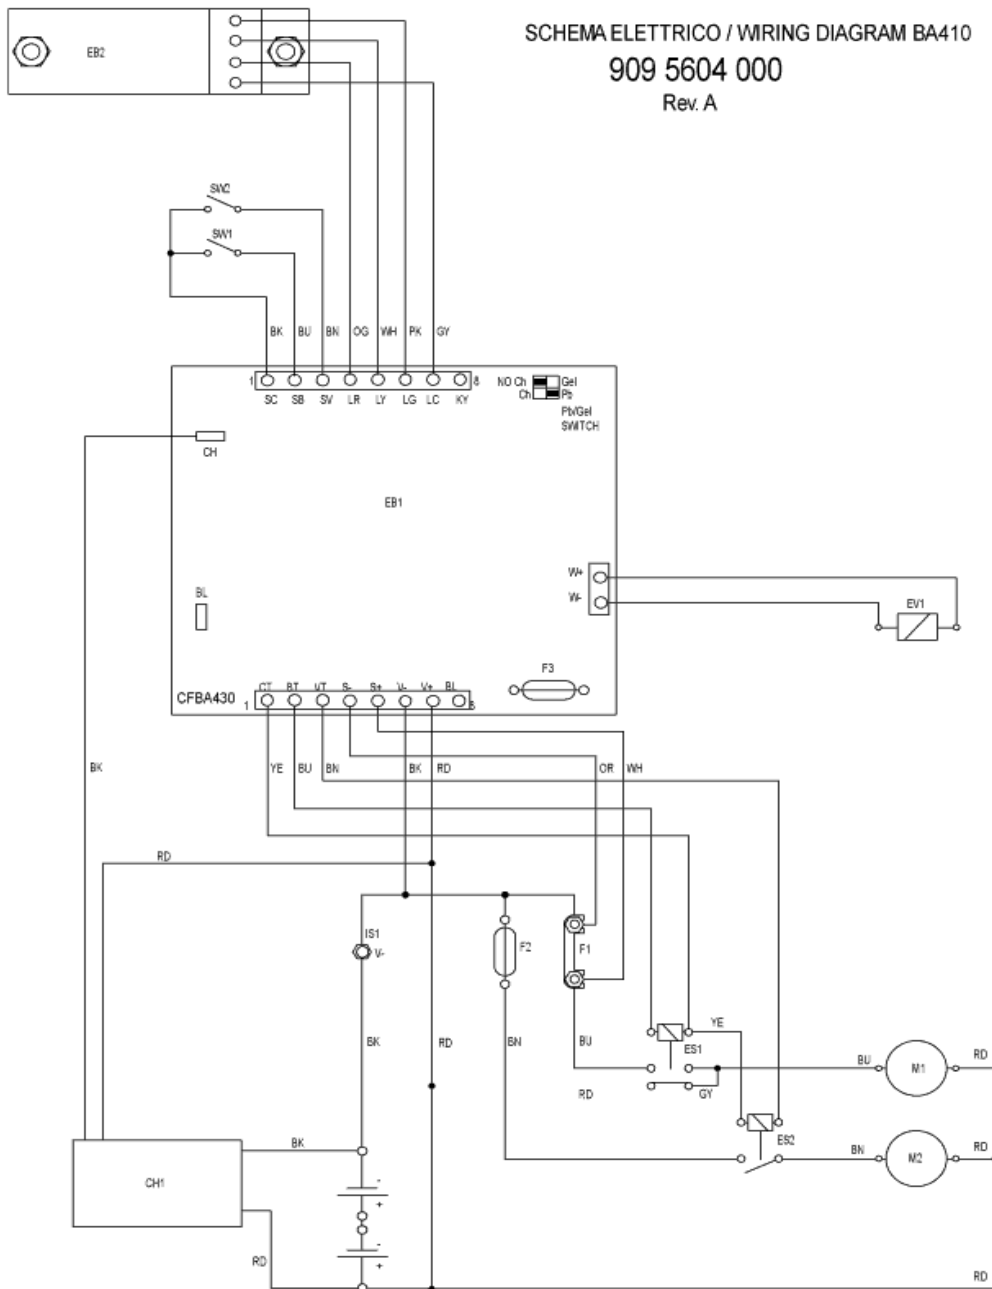 SCHEMA ELETTRICO / WIRING DIAGRAM BA410
909 5604 000
Rev. A
EB2
SW2
SW1
BK BU BN OG WH PK GY
1 8
SC SB SV LR LY LG LC KY
NO Ch Gel
Ch Pb
Pb/Gel
SWITCH
CH
EB1
W+
W-
EV1
BL
F3
CFBA430
CT BT VT S- S+ V- V+ BL
1 8
BK YE BU BN BK RD OR WH
RD
IS1
V-
F2
F1
BK RD BN BU
YE
ES1
RD
GY
BU M1 RD
ES2
BN M2 RD
BK
CH1
-
+
-
+
RD
RD